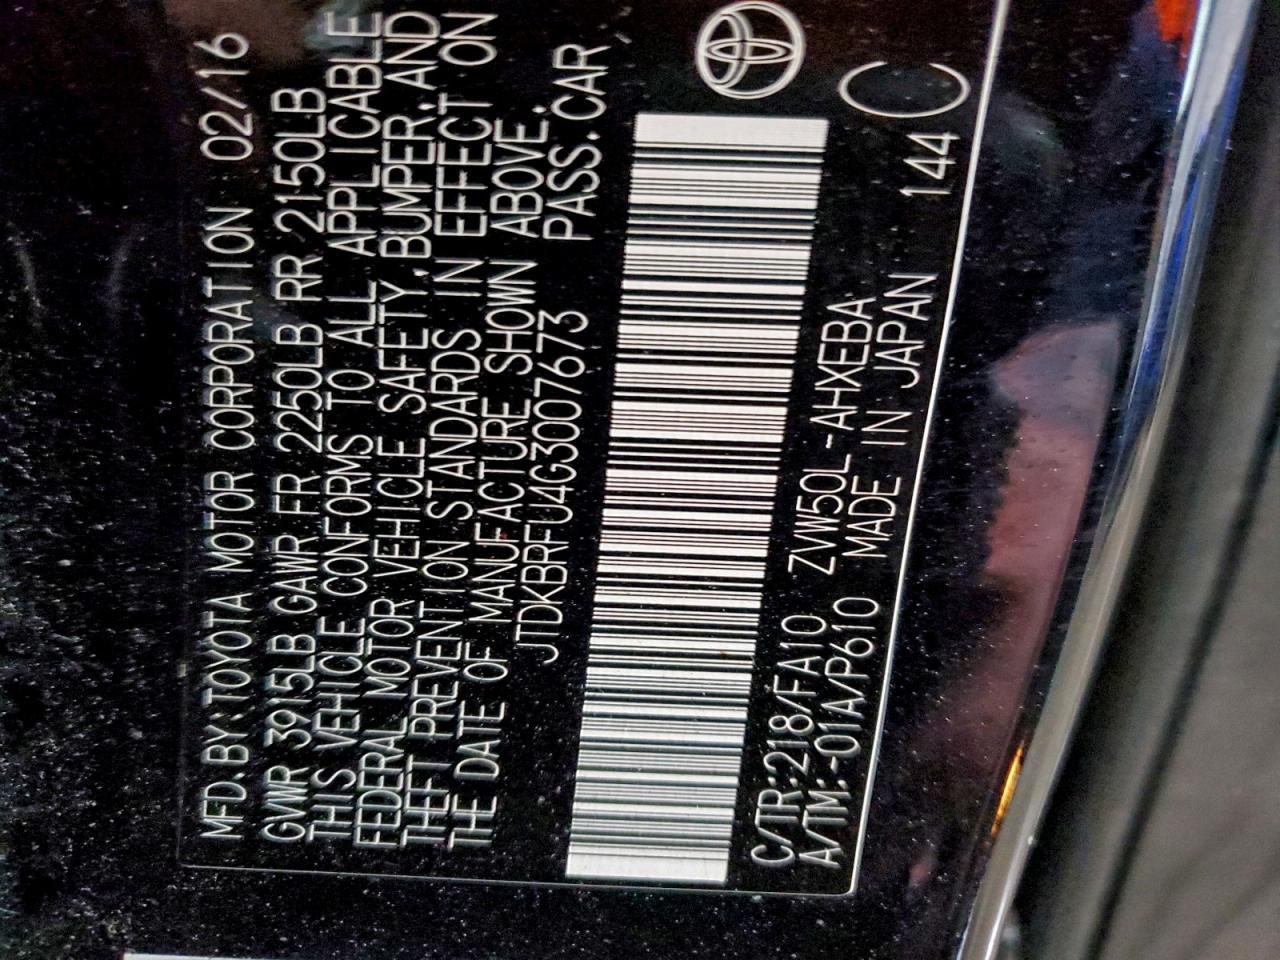 MFD.BY:TOYOTA MOTOR CORPORATION 02/16
GVWR 3915LB GAWR FR 2250LB RR 2150LB
THIS VEHICLE CONFORMS TO ALL APPLICABLE
FEDERAL MOTOR VEHICLE SAFETY,BUMPER,AND
THEFT PREVENTION STANDARDS IN EFFECT ON
THE DATE OF MANUFACTURE SHOWN ABOVE.
JTDKBRFU4G3007673 PASS.CAR
C/TR:218/FA10 ZVW50L-AHXEBA
A/TM:-01A/P610 MADE IN JAPAN 144